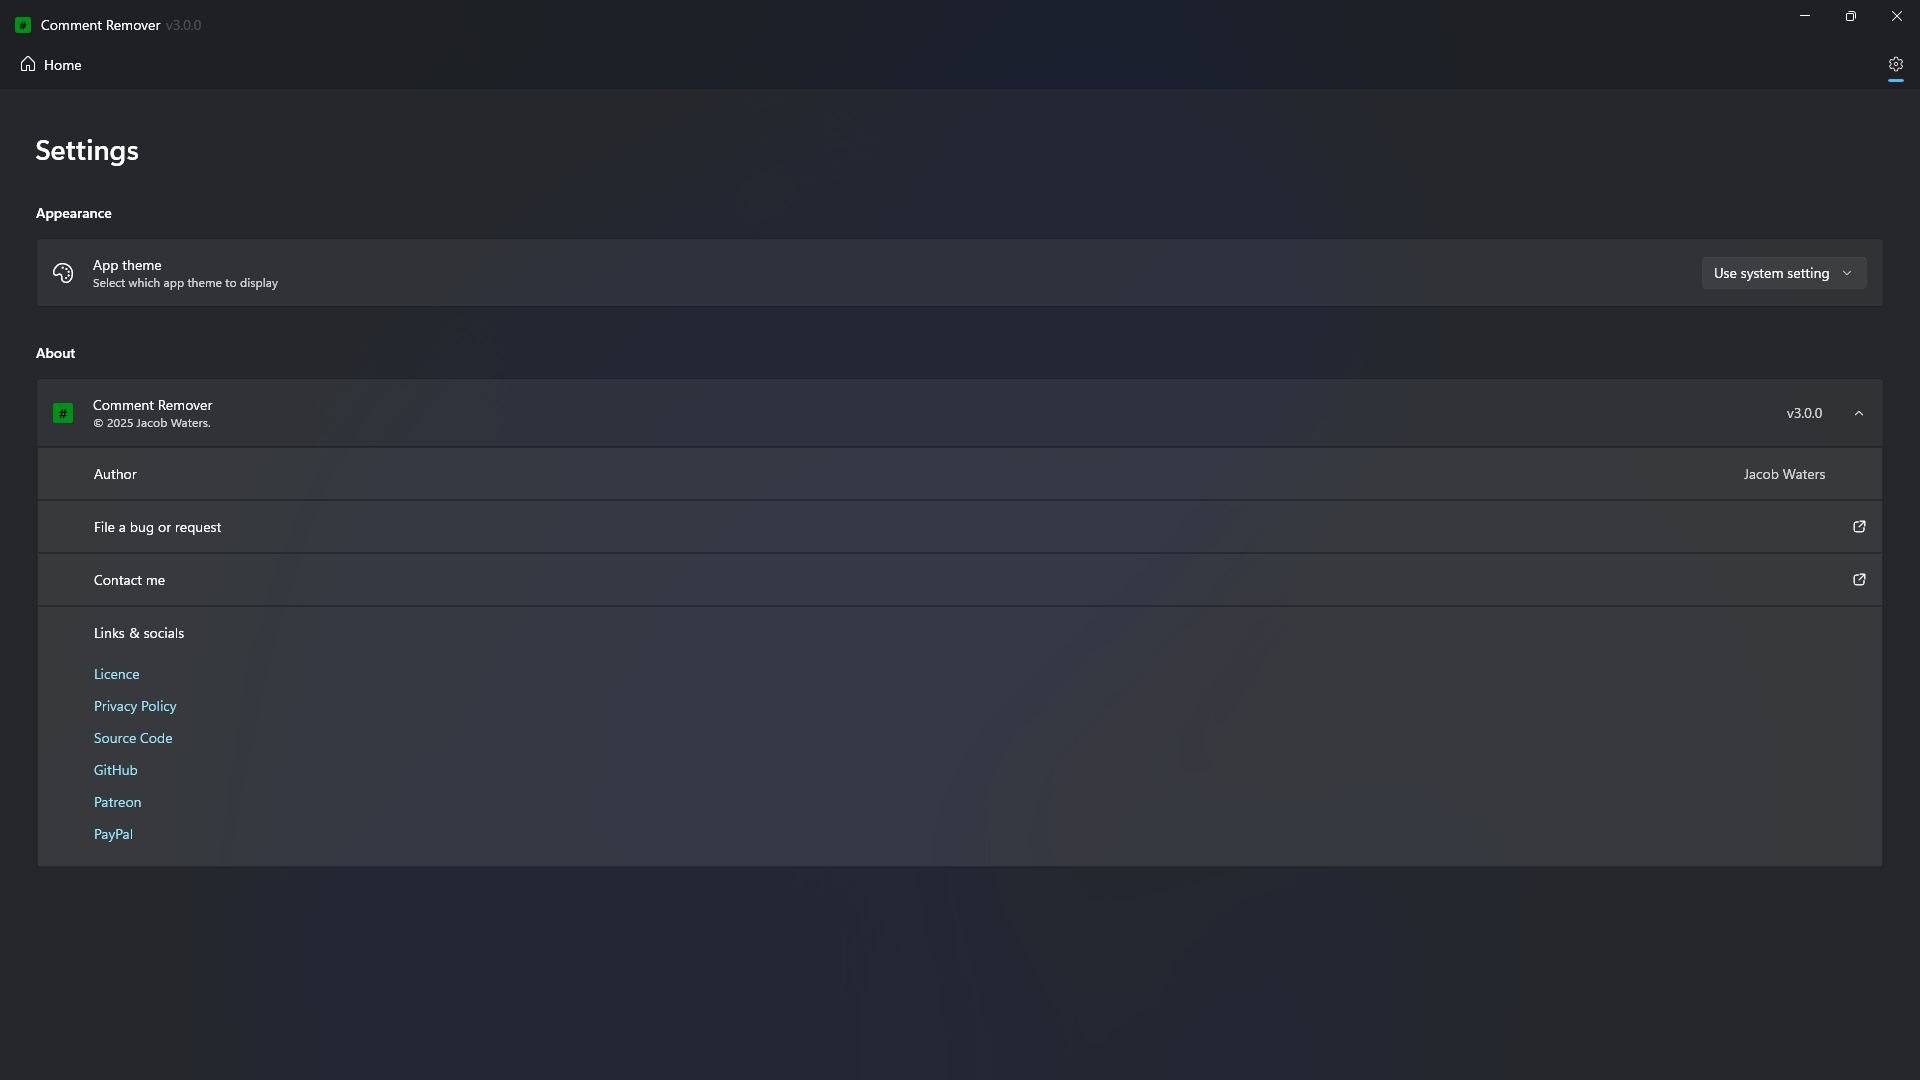 # Comment Remover v3.0.0
Home
Settings
Appearance
App theme
Select which app theme to display
Use system setting
About
# Comment Remover
© 2025 Jacob Waters.
v3.0.0
Author
Jacob Waters
File a bug or request
Contact me
Links & socials
Licence
Privacy Policy
Source Code
GitHub
Patreon
PayPal